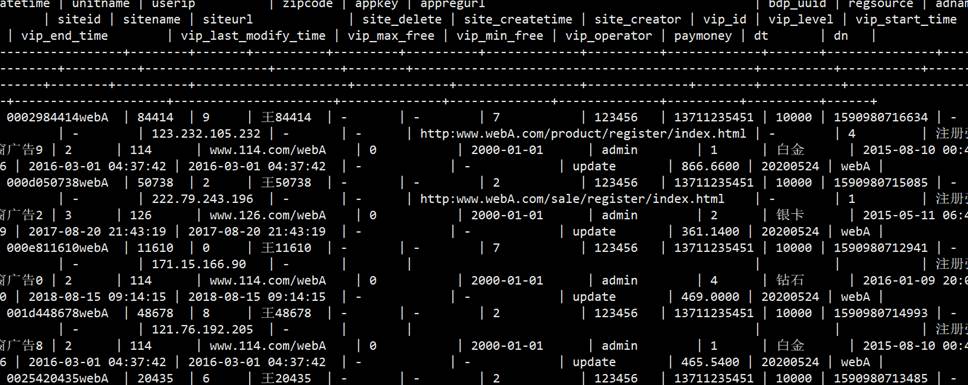 atetime | unitname | userip | zipcode | appkey | appregurl | bdp_uuid | regsource | adnam
| siteid | sitename | siteurl | site_delete | site_createtime | site_creator | vip_id | vip_level | vip_start_time
| vip_end_time | vip_last_modify_time | vip_max_free | vip_min_free | vip_operator | paymoney | dt | dn |
0002984414webA | 84414 | 9 | 王84414 | - | - | 7 | 123456 | 13711235451 | 10000 | 1590980716634 | -
| - | 123.232.105.232 | - | - | http:www.webA.com/product/register/index.html | - | 4 | 注册
广告9 | 2 | 114 | www.114.com/webA | 0 | 2000-01-01 | admin | 1 | 白金 | 2015-08-10 00:4
6 | 2016-03-01 04:37:42 | 2016-03-01 04:37:42 | - | - | update | 866.6600 | 20200524 | webA |
000d050738webA | 50738 | 2 | 王50738 | - | - | 2 | 123456 | 13711235451 | 10000 | 1590980715085 | -
| - | 222.79.243.196 | - | - http:www.webA.com/sale/register/index.html | - | 1 | 注册
广告2 | 3 | 126 | www.126.com/webA | 0 | 2000-01-01 | admin | 2 | 银卡 | 2015-05-11 06:4
9 | 2017-08-20 21:43:19 | 2017-08-20 21:43:19 | - | - | update | 361.1400 | 20200524 | webA |
000e811610webA | 11610 | 0 | 王11610 | - | - | 7 | 123456 | 13711235451 | 10000 | 1590980712941 | -
| - | 171.15.166.90 | - | | | | 注册
广告0 | 2 | 114 | www.114.com/webA | 0 | 2000-01-01 | admin | 4 | 钻石 | 2016-01-09 20:0
0 | 2018-08-15 09:14:15 | 2018-08-15 09:14:15 | - | - | update | 469.0000 | 20200524 | webA |
001d448678webA | 48678 | 8 | 王48678 | - | - | 2 | 123456 | 13711235451 | 10000 | 1590980714993 | -
| - | 121.76.192.205 | - | | | | 注册
广告8 | 2 | 114 | www.114.com/webA | 0 | 2000-01-01 | admin | 1 | 白金 | 2016-01-09 00:
6 | 2016-03-01 04:37:42 | 2016-03-01 04:37:42 | - | - | update | 465.5400 | 20200524 | webA |
0025420435webA | 20435 | 6 | 王20435 | - | - | 2 | 123456 | 13711235451 | 10000 | 1590980713485 | -